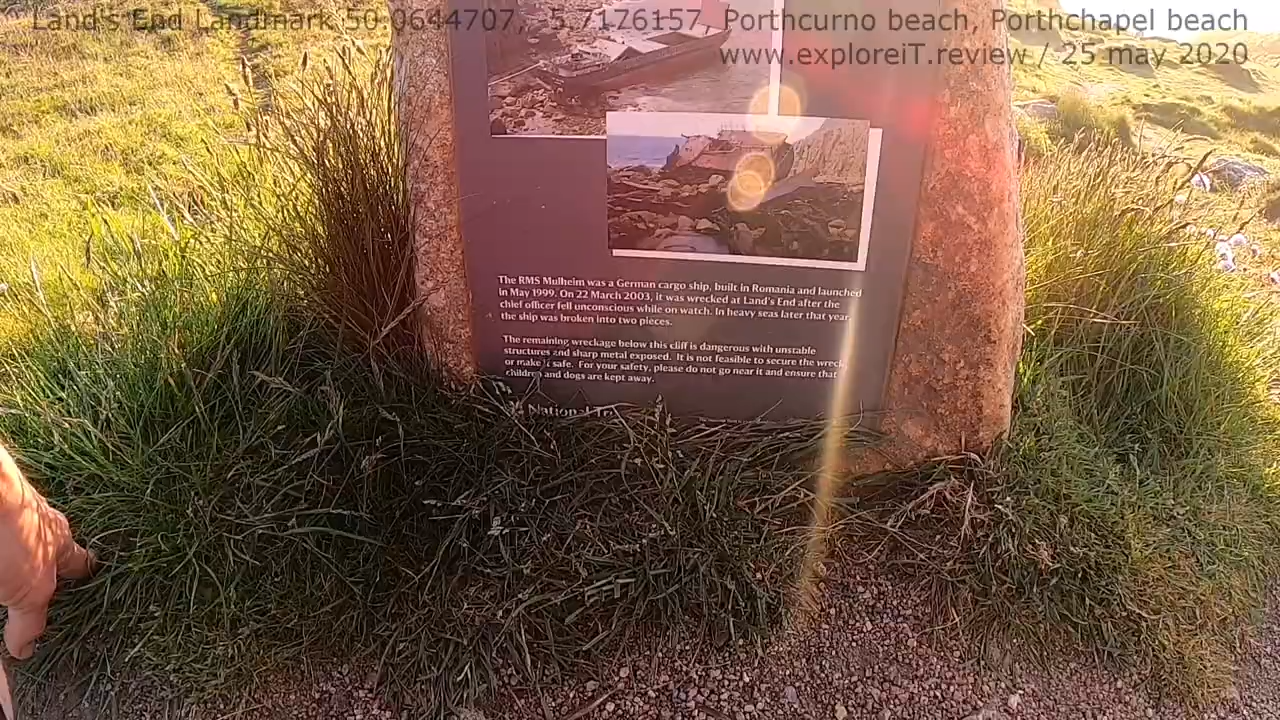 Land's End Landmark 50.0644707, -5.7176157, Porthcurno beach, Porthchapel beach
www.exploreiT.review / 25 may 2020
The RMS Mulheim was a German cargo ship, built in Romania and launched
in May 1999. On 22 March 2003, it was wrecked at Land's End after the
chief officer fell unconscious while on watch. In heavy seas later that year,
the ship was broken into two pieces.
The remaining wreckage below this cliff is dangerous with unstable
structures and sharp metal exposed. It is not feasible to secure the wreck
or make it safe. For your safety, please do not go near it and ensure that
children and dogs are kept away.
National